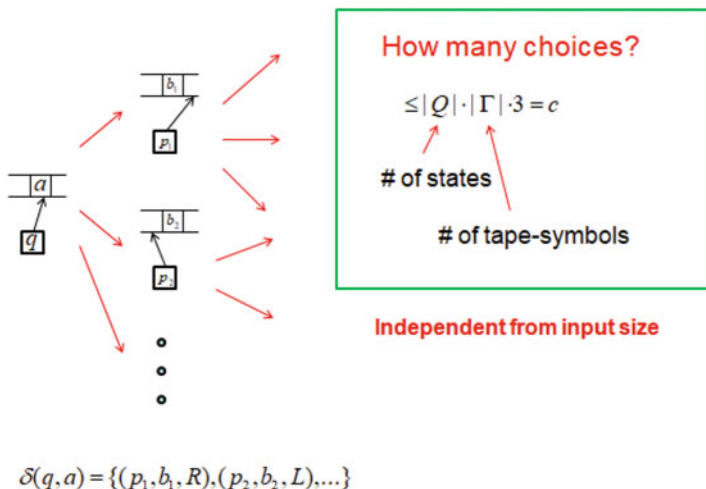 How many choices?
≤|Q|·|Γ|·3=c
# of states
# of tape-symbols
Independent from input size
a
q
b₁
p₁
b₂
p₂
δ(q,a)={(p₁,b₁,R),(p₂,b₂,L),...}